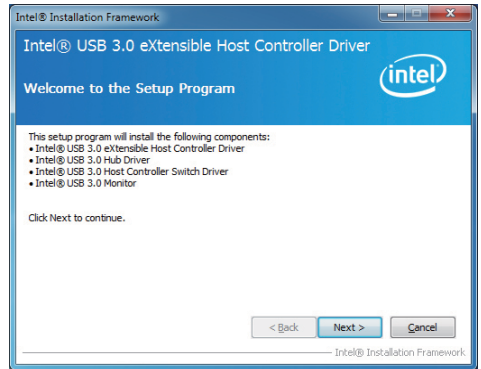 Intel® Installation Framework
Intel® USB 3.0 eXtensible Host Controller Driver
Welcome to the Setup Program
intel®
This setup program will install the following components:
• Intel® USB 3.0 eXtensible Host Controller Driver
• Intel® USB 3.0 Hub Driver
• Intel® USB 3.0 Host Controller Switch Driver
• Intel® USB 3.0 Monitor
Click Next to continue.
< Back Next > Cancel
Intel® Installation Framework